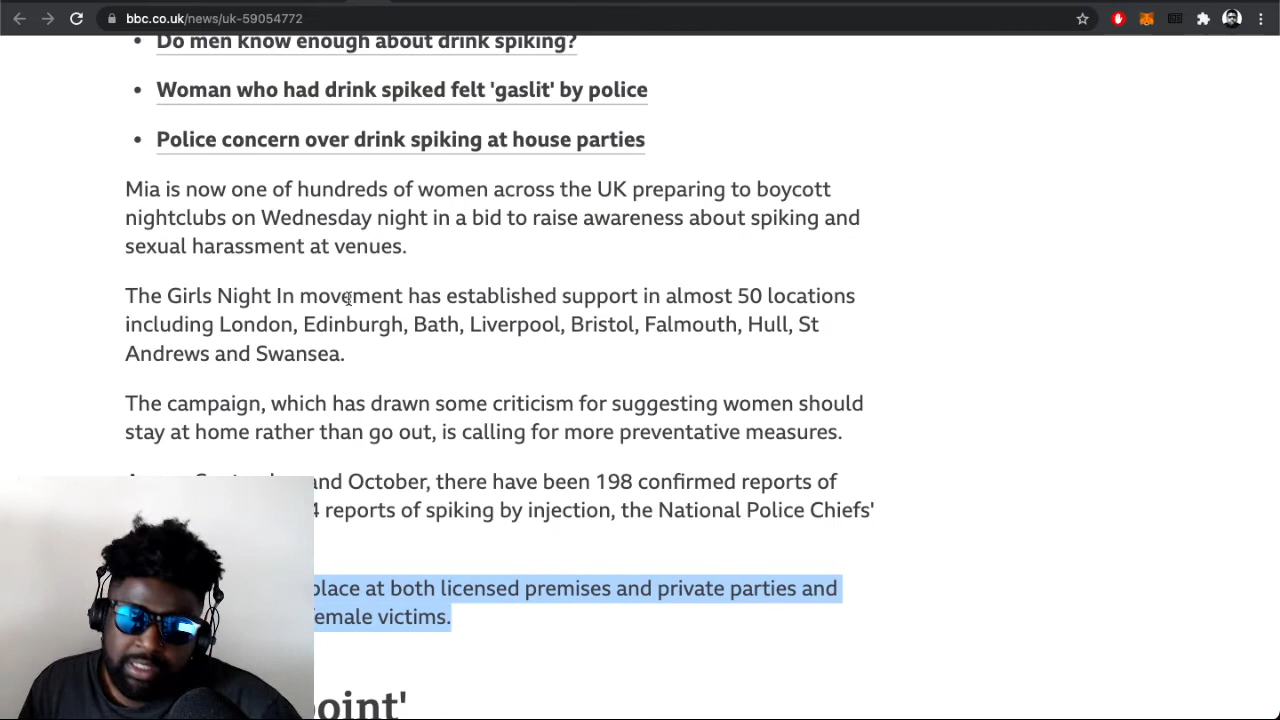 bbc.co.uk/news/uk-59054772
• Do men know enough about drink spiking?
• Woman who had drink spiked felt 'gaslit' by police
• Police concern over drink spiking at house parties
Mia is now one of hundreds of women across the UK preparing to boycott
nightclubs on Wednesday night in a bid to raise awareness about spiking and
sexual harassment at venues.
The Girls Night In movement has established support in almost 50 locations
including London, Edinburgh, Bath, Liverpool, Bristol, Falmouth, Hull, St
Andrews and Swansea.
The campaign, which has drawn some criticism for suggesting women should
stay at home rather than go out, is calling for more preventative measures.
and October, there have been 198 confirmed reports of
4 reports of spiking by injection, the National Police Chiefs'
place at both licensed premises and private parties and
female victims.
point'